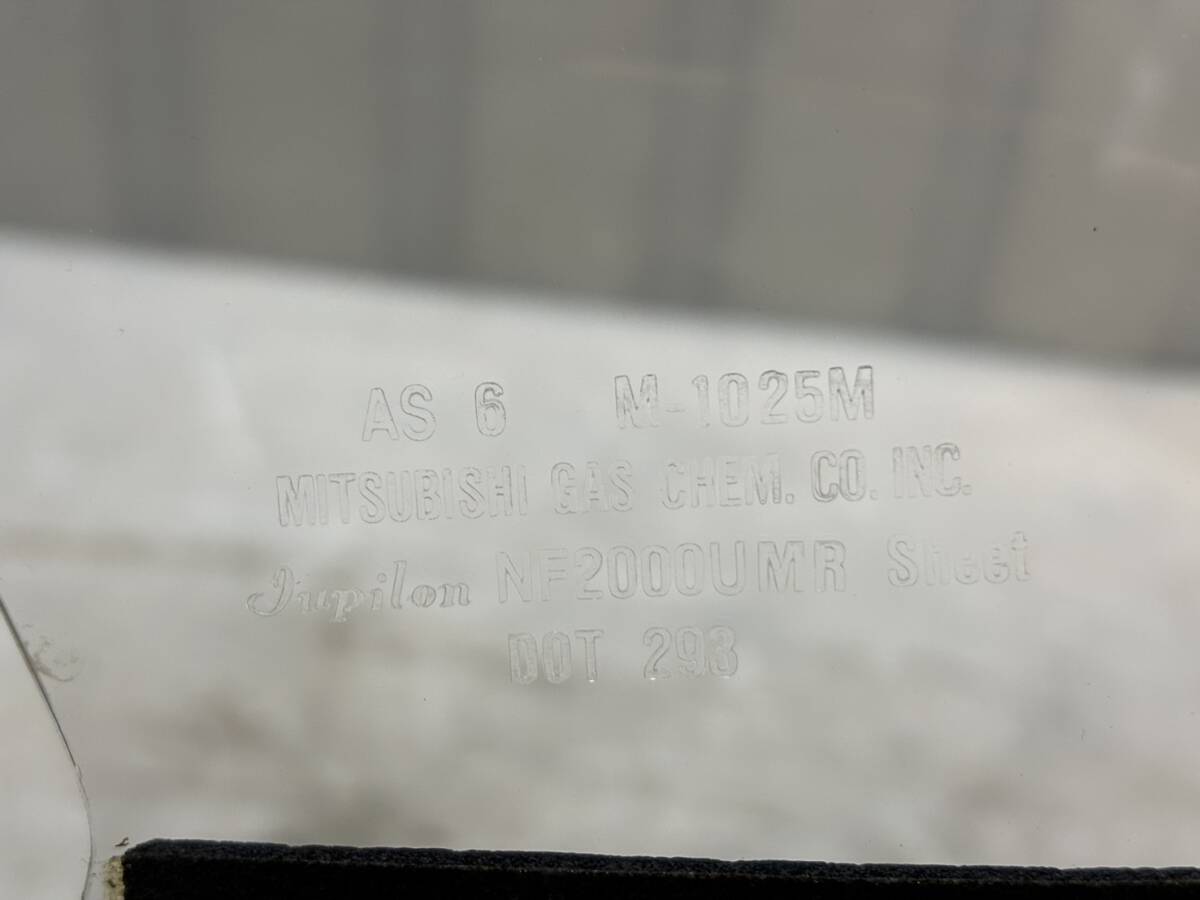 AS 6 M-1025M
MITSUBISHI GAS CHEM. CO. INC.
Iupilon NF2000UMR Sheet
DOT 293